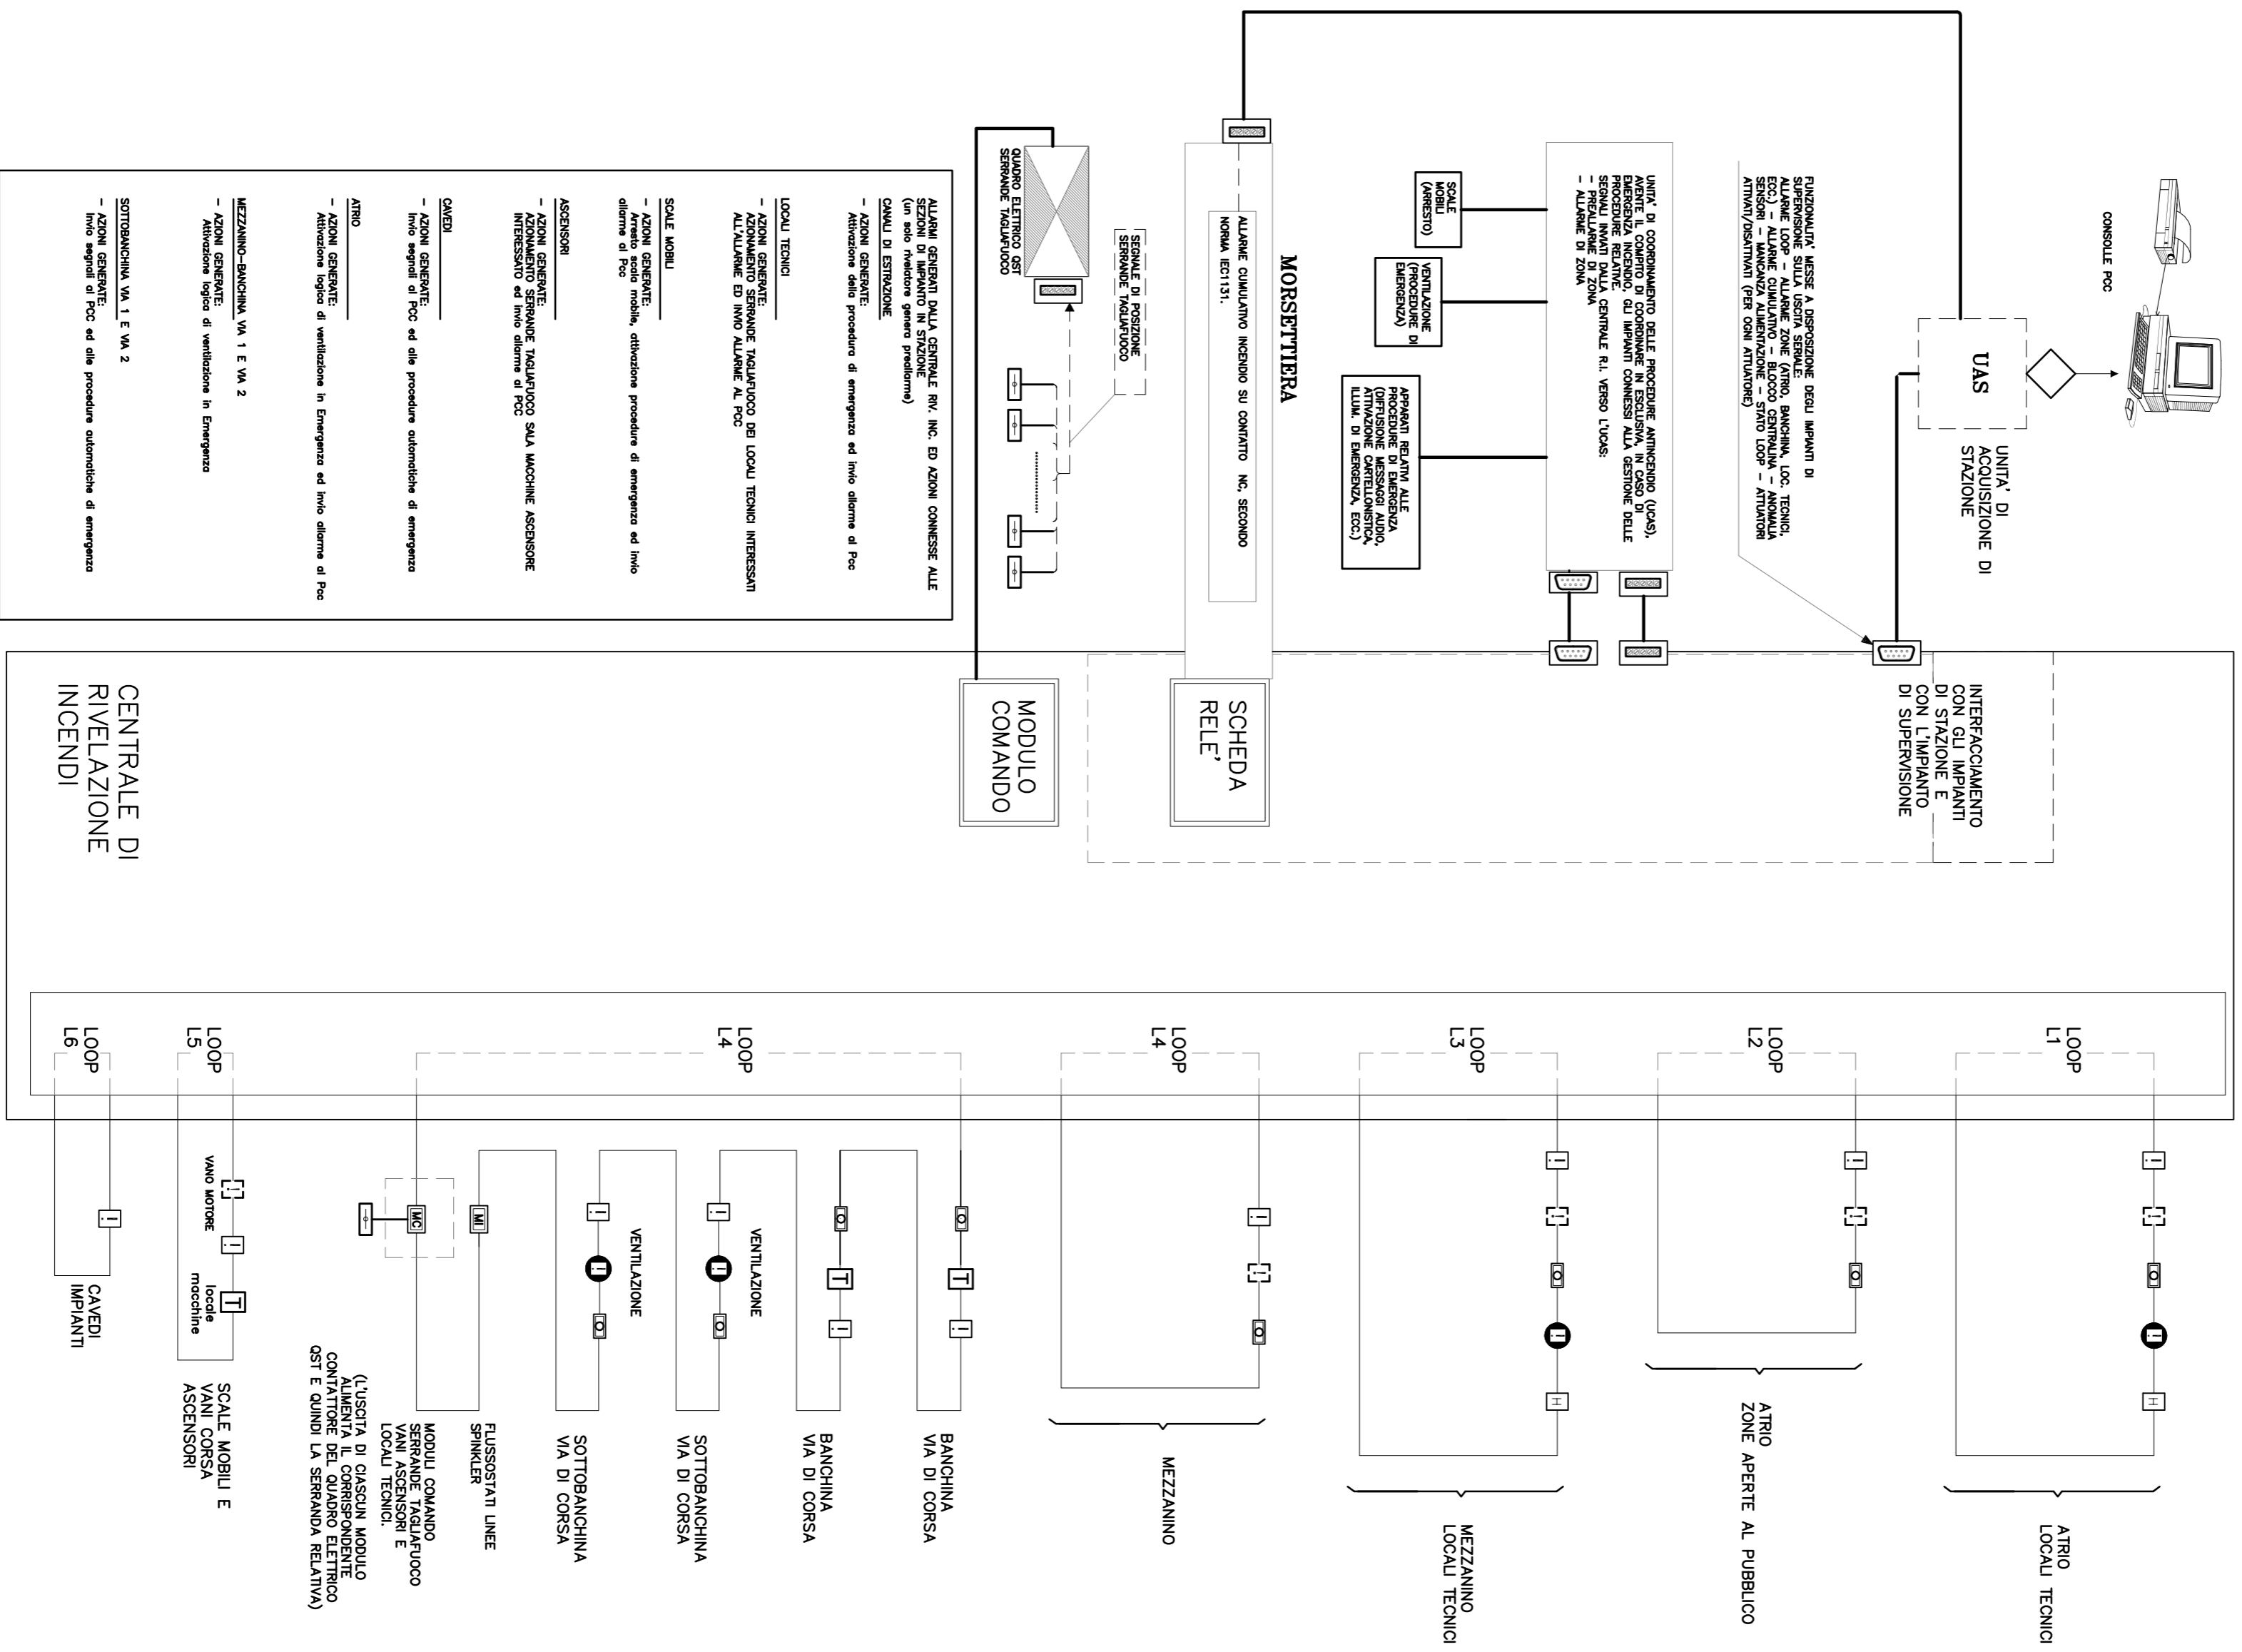 CONSOLLE PCC
UAS
UNITA' DI
ACQUISIZIONE DI
STAZIONE
FUNZIONALITA' MESSE A DISPOSIZIONE DEGLI IMPIANTI DI
SUPERVISIONE SULLA USCITA SERIALE:
ALLARME LOOP - ALLARME ZONE (ATRIO, BANCHINA, LOC. TECNICI,
ECC.) - ALLARME CUMULATIVO - BLOCCO CENTRALINA - ANOMALIA
SENSORI - MANCANZA ALIMENTAZIONE - STATO LOOP - ATTUATORI
ATTIVATI/DISATTIVATI (PER OGNI ATTUATORE)
UNITA' DI COORDINAMENTO DELLE PROCEDURE ANTINCENDIO (UCAS),
AVENTE IL COMPITO DI COORDINARE IN ESCLUSIVA, IN CASO DI
EMERGENZA INCENDIO, GLI IMPIANTI CONNESSI ALLA GESTIONE DELLE
PROCEDURE RELATIVE.
SEGNALI INVIATI DALLA CENTRALE R.I. VERSO L'UCAS:
- PREALLARME DI ZONA
- ALLARME DI ZONA
SCALE
MOBILI
(ARRESTO)
VENTILAZIONE
(PROCEDURE DI
EMERGENZA)
APPARATI RELATIVI ALLE
PROCEDURE DI EMERGENZA
(DIFFUSIONE MESSAGGI AUDIO,
ATTIVAZIONE CARTELLONISTICA,
ILLUM. DI EMERGENZA, ECC.)
MORSETTIERA
ALLARME CUMULATIVO INCENDIO SU CONTATTO NC, SECONDO
NORMA IEC1131.
SEGNALE DI POSIZIONE
SERRANDE TAGLIAFUOCO
QUADRO ELETTRICO QST
SERRANDE TAGLIAFUOCO
ALLARMI GENERATI DALLA CENTRALE RIV. INC. ED AZIONI CONNESSE ALLE
SEZIONI DI IMPIANTO IN STAZIONE
(un solo rivelatore genera preallarme)
CANALI DI ESTRAZIONE
- AZIONI GENERATE:
Attivazione della procedura di emergenza ed invio allarme al Pcc
LOCALI TECNICI
- AZIONI GENERATE:
AZIONAMENTO SERRANDE TAGLIAFUOCO DEI LOCALI TECNICI INTERESSATI
ALL'ALLARME ED INVIO ALLARME AL PCC
SCALE MOBILI
- AZIONI GENERATE:
Arresto scala mobile, attivazione procedure di emergenza ed invio
allarme al Pcc
ASCENSORI
- AZIONI GENERATE:
AZIONAMENTO SERRANDE TAGLIAFUOCO SALA MACCHINE ASCENSORE
INTERESSATO ed invio allarme al PCC
CAVEDI
- AZIONI GENERATE:
Invio segnali al PCC ed alle procedure automatiche di emergenza
ATRIO
- AZIONI GENERATE:
Attivazione logica di ventilazione in Emergenza ed invio allarme al Pcc
MEZZANINO-BANCHINA VIA 1 E VIA 2
- AZIONI GENERATE:
Attivazione logica di ventilazione in Emergenza
SOTTOBANCHINA VIA 1 E VIA 2
- AZIONI GENERATE:
Invio segnali al PCC ed alle procedure automatiche di emergenza
INTERFACCIAMENTO
CON GLI IMPIANTI
DI STAZIONE E
CON L'IMPIANTO
DI SUPERVISIONE
SCHEDA
RELE'
MODULO
COMANDO
CENTRALE DI
RIVELAZIONE
INCENDI
LOOP
L1
LOOP
L2
LOOP
L3
LOOP
L4
LOOP
L4
LOOP
L5
LOOP
L6
! ! O ! H
ATRIO
LOCALI TECNICI
! ! O
ATRIO
ZONE APERTE AL PUBBLICO
! ! O ! H
MEZZANINO
LOCALI TECNICI
! ! O
MEZZANINO
O T !
BANCHINA
VIA DI CORSA
O T !
BANCHINA
VIA DI CORSA
VENTILAZIONE
! ! O
SOTTOBANCHINA
VIA DI CORSA
VENTILAZIONE
! ! O
SOTTOBANCHINA
VIA DI CORSA
MI
FLUSSOSTATI LINEE
SPINKLER
MC
MODULI COMANDO
SERRANDE TAGLIAFUOCO
VANI ASCENSORI E
LOCALI TECNICI.
(L'USCITA DI CIASCUN MODULO
ALIMENTA IL CORRISPONDENTE
CONTATTORE DEL QUADRO ELETTRICO
QST E QUINDI LA SERRANDA RELATIVA)
! ! T
VANO MOTORE
locale
macchine
SCALE MOBILI E
VANI CORSA
ASCENSORI
!
CAVEDI
IMPIANTI